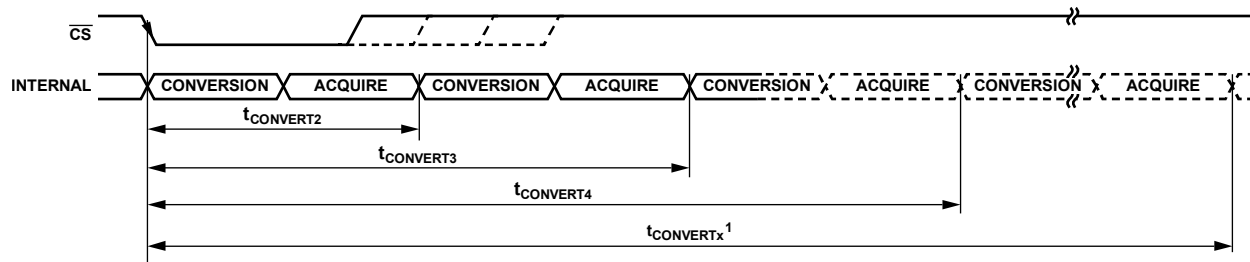 CS
INTERNAL CONVERSION ACQUIRE CONVERSION ACQUIRE CONVERSION ACQUIRE CONVERSION ACQUIRE
tCONVERT2
tCONVERT3
tCONVERT4
tCONVERTx1